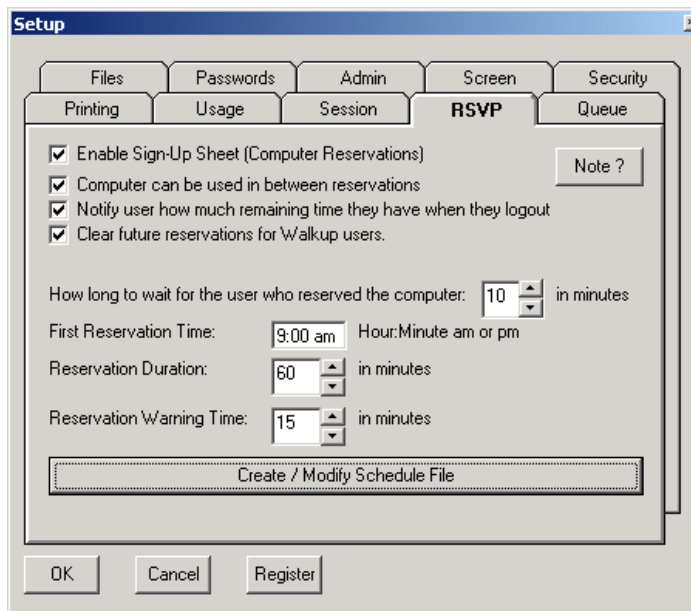 Setup
Files Passwords Admin Screen Security
Printing Usage Session RSVP Queue
Enable Sign-Up Sheet (Computer Reservations)
Note ?
Computer can be used in between reservations
Notify user how much remaining time they have when they logout
Clear future reservations for Walkup users.
How long to wait for the user who reserved the computer: 10 in minutes
First Reservation Time: 9:00 am Hour:Minute am or pm
Reservation Duration: 60 in minutes
Reservation Warning Time: 15 in minutes
Create / Modify Schedule File
OK Cancel Register